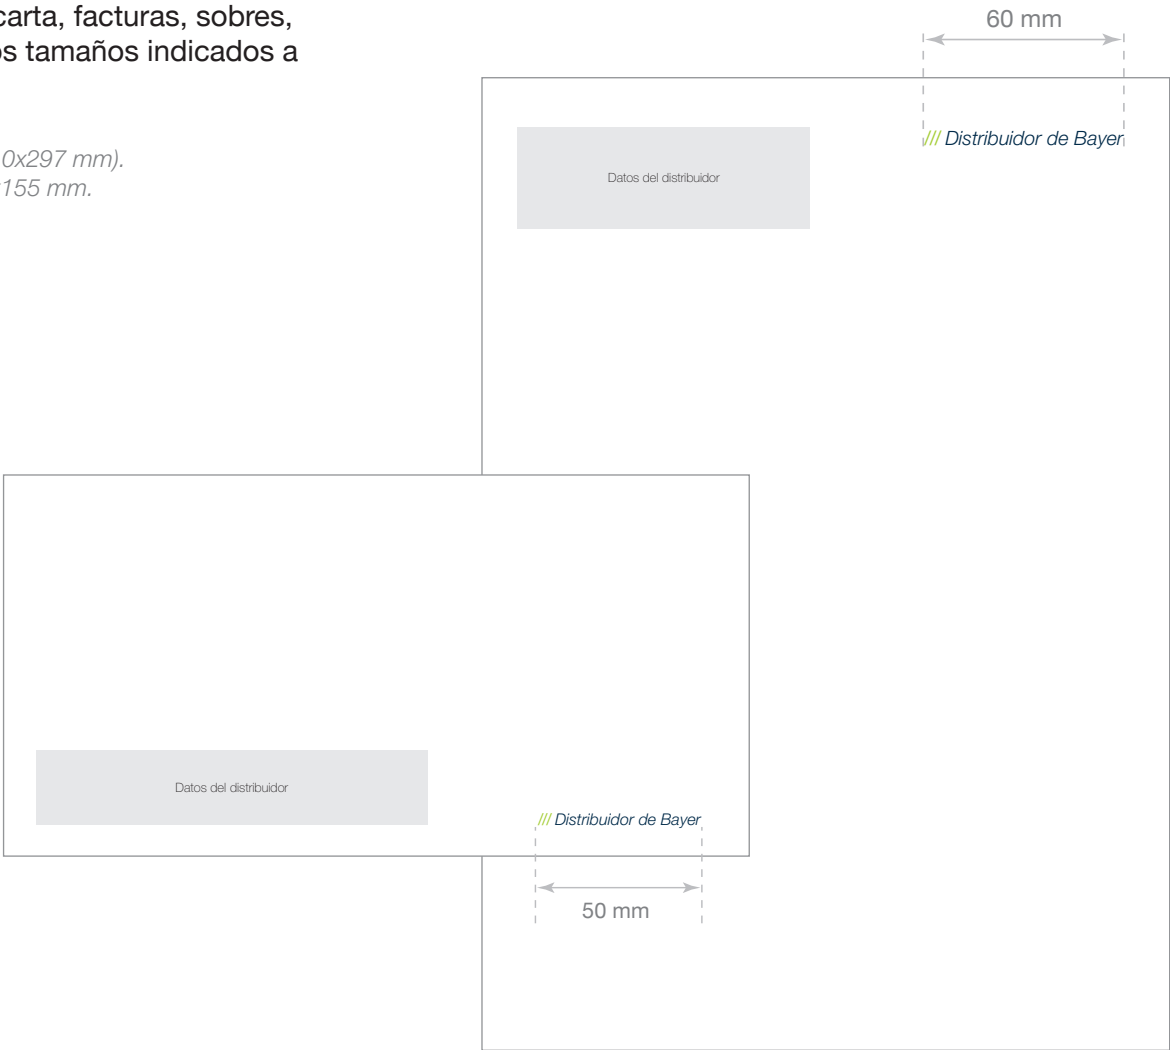 carta, facturas, sobres,
os tamaños indicados a
0x297 mm).
155 mm.
60 mm
/// Distribuidor de Bayer
Datos del distribuidor
Datos del distribuidor
/// Distribuidor de Bayer
50 mm